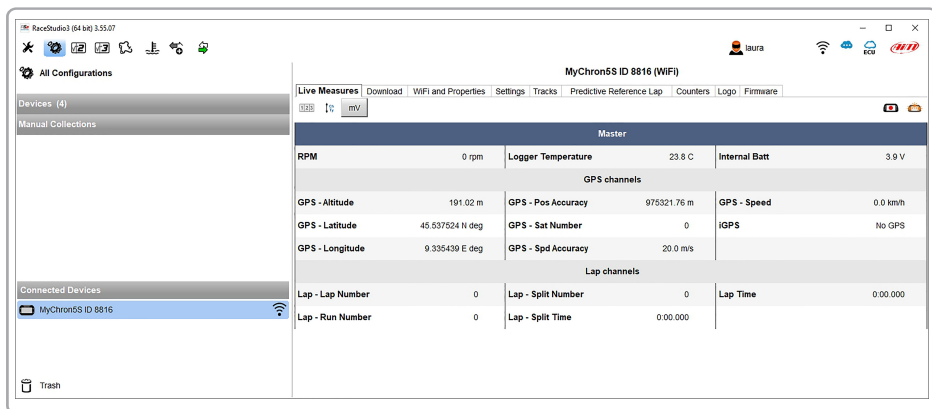 RaceStudio3 (64 bit) 3.55.07
laura
ECU
AiM
All Configurations
Devices (4)
Manual Collections
Connected Devices
MyChron5S ID 8816
Trash
MyChron5S ID 8816 (WiFi)
Live Measures Download WiFi and Properties Settings Tracks Predictive Reference Lap Counters Logo Firmware
123 mV
Master
RPM 0 rpm Logger Temperature 23.8 C Internal Batt 3.9 V
GPS channels
GPS - Altitude 191.02 m GPS - Pos Accuracy 975321.76 m GPS - Speed 0.0 km/h
GPS - Latitude 45.537524 N deg GPS - Sat Number 0 iGPS No GPS
GPS - Longitude 9.335439 E deg GPS - Spd Accuracy 20.0 m/s
Lap channels
Lap - Lap Number 0 Lap - Split Number 0 Lap Time 0:00.000
Lap - Run Number 0 Lap - Split Time 0:00.000